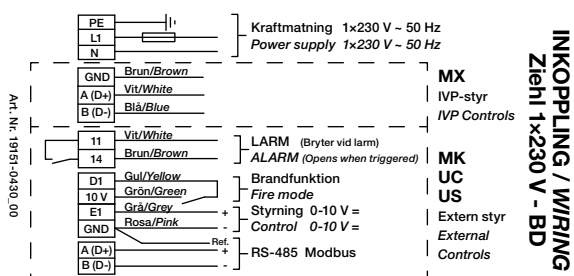 INKOPPLING / WIRING
Ziehl 1×230 V - BD
PE
L1
N
Kraftmatning 1×230 V ~ 50 Hz
Power supply 1×230 V ~ 50 Hz
GND Brun/Brown
A (D+) Vit/White
B (D-) Blå/Blue
MX
IVP-styr
IVP Controls
11 Vit/White
14 Brun/Brown
LARM (Bryter vid larm)
ALARM (Opens when triggered)
D1 Gul/Yellow
10 V Grön/Green
Brandfunktion
Fire mode
E1 Grå/Grey +
GND Rosa/Pink -
Styrning 0-10 V =
Control 0-10 V =
Ref.
A (D+) +
B (D-) -
RS-485 Modbus
MK
UC
US
Extern styr
External
Controls
Art. Nr. 19151-0430_00